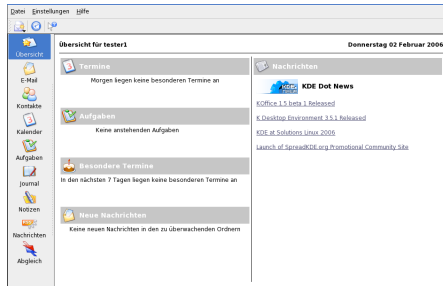 Datei Einstellungen Hilfe
Übersicht
E-Mail
Kontakte
Kalender
Aufgaben
Journal
Notizen
Nachrichten
Abgleich
Übersicht für tester1
Donnerstag 02 Februar 2006
Termine
Morgen liegen keine besonderen Termine an
Aufgaben
Keine anstehenden Aufgaben
Besondere Termine
In den nächsten 7 Tagen liegen keine besonderen Termine an
Neue Nachrichten
Keine neuen Nachrichten in den zu überwachenden Ordnern
Nachrichten
KDE Dot News
KOffice 1.5 beta 1 Released
K Desktop Environment 3.5.1 Released
KDE at Solutions Linux 2006
Launch of SpreadKDE.org Promotional Community Site